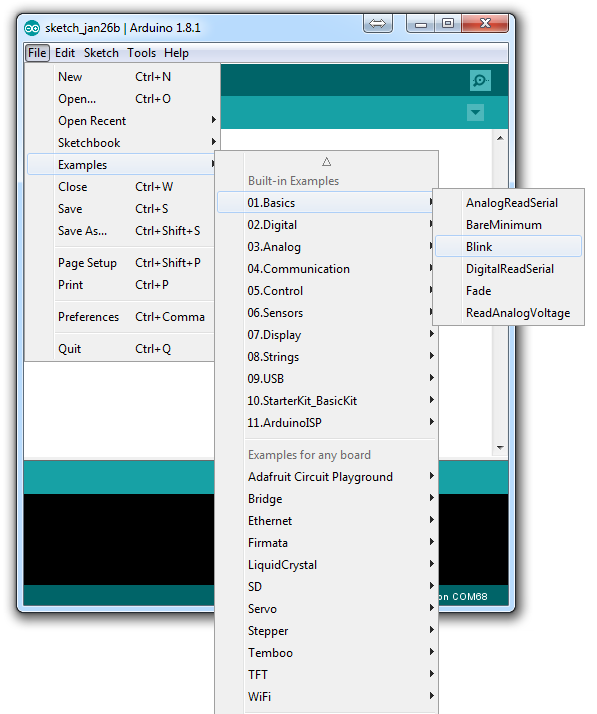 sketch_jan26b | Arduino 1.8.1
File Edit Sketch Tools Help
New Ctrl+N
Open... Ctrl+O
Open Recent
Sketchbook
Examples
Close Ctrl+W
Save Ctrl+S
Save As... Ctrl+Shift+S
Page Setup Ctrl+Shift+P
Print Ctrl+P
Preferences Ctrl+Comma
Quit Ctrl+Q
Built-in Examples
01.Basics
02.Digital
03.Analog
04.Communication
05.Control
06.Sensors
07.Display
08.Strings
09.USB
10.StarterKit_BasicKit
11.ArduinoISP
Examples for any board
Adafruit Circuit Playground
Bridge
Ethernet
Firmata
LiquidCrystal
SD
Servo
Stepper
Temboo
TFT
WiFi
AnalogReadSerial
BareMinimum
Blink
DigitalReadSerial
Fade
ReadAnalogVoltage
on COM68